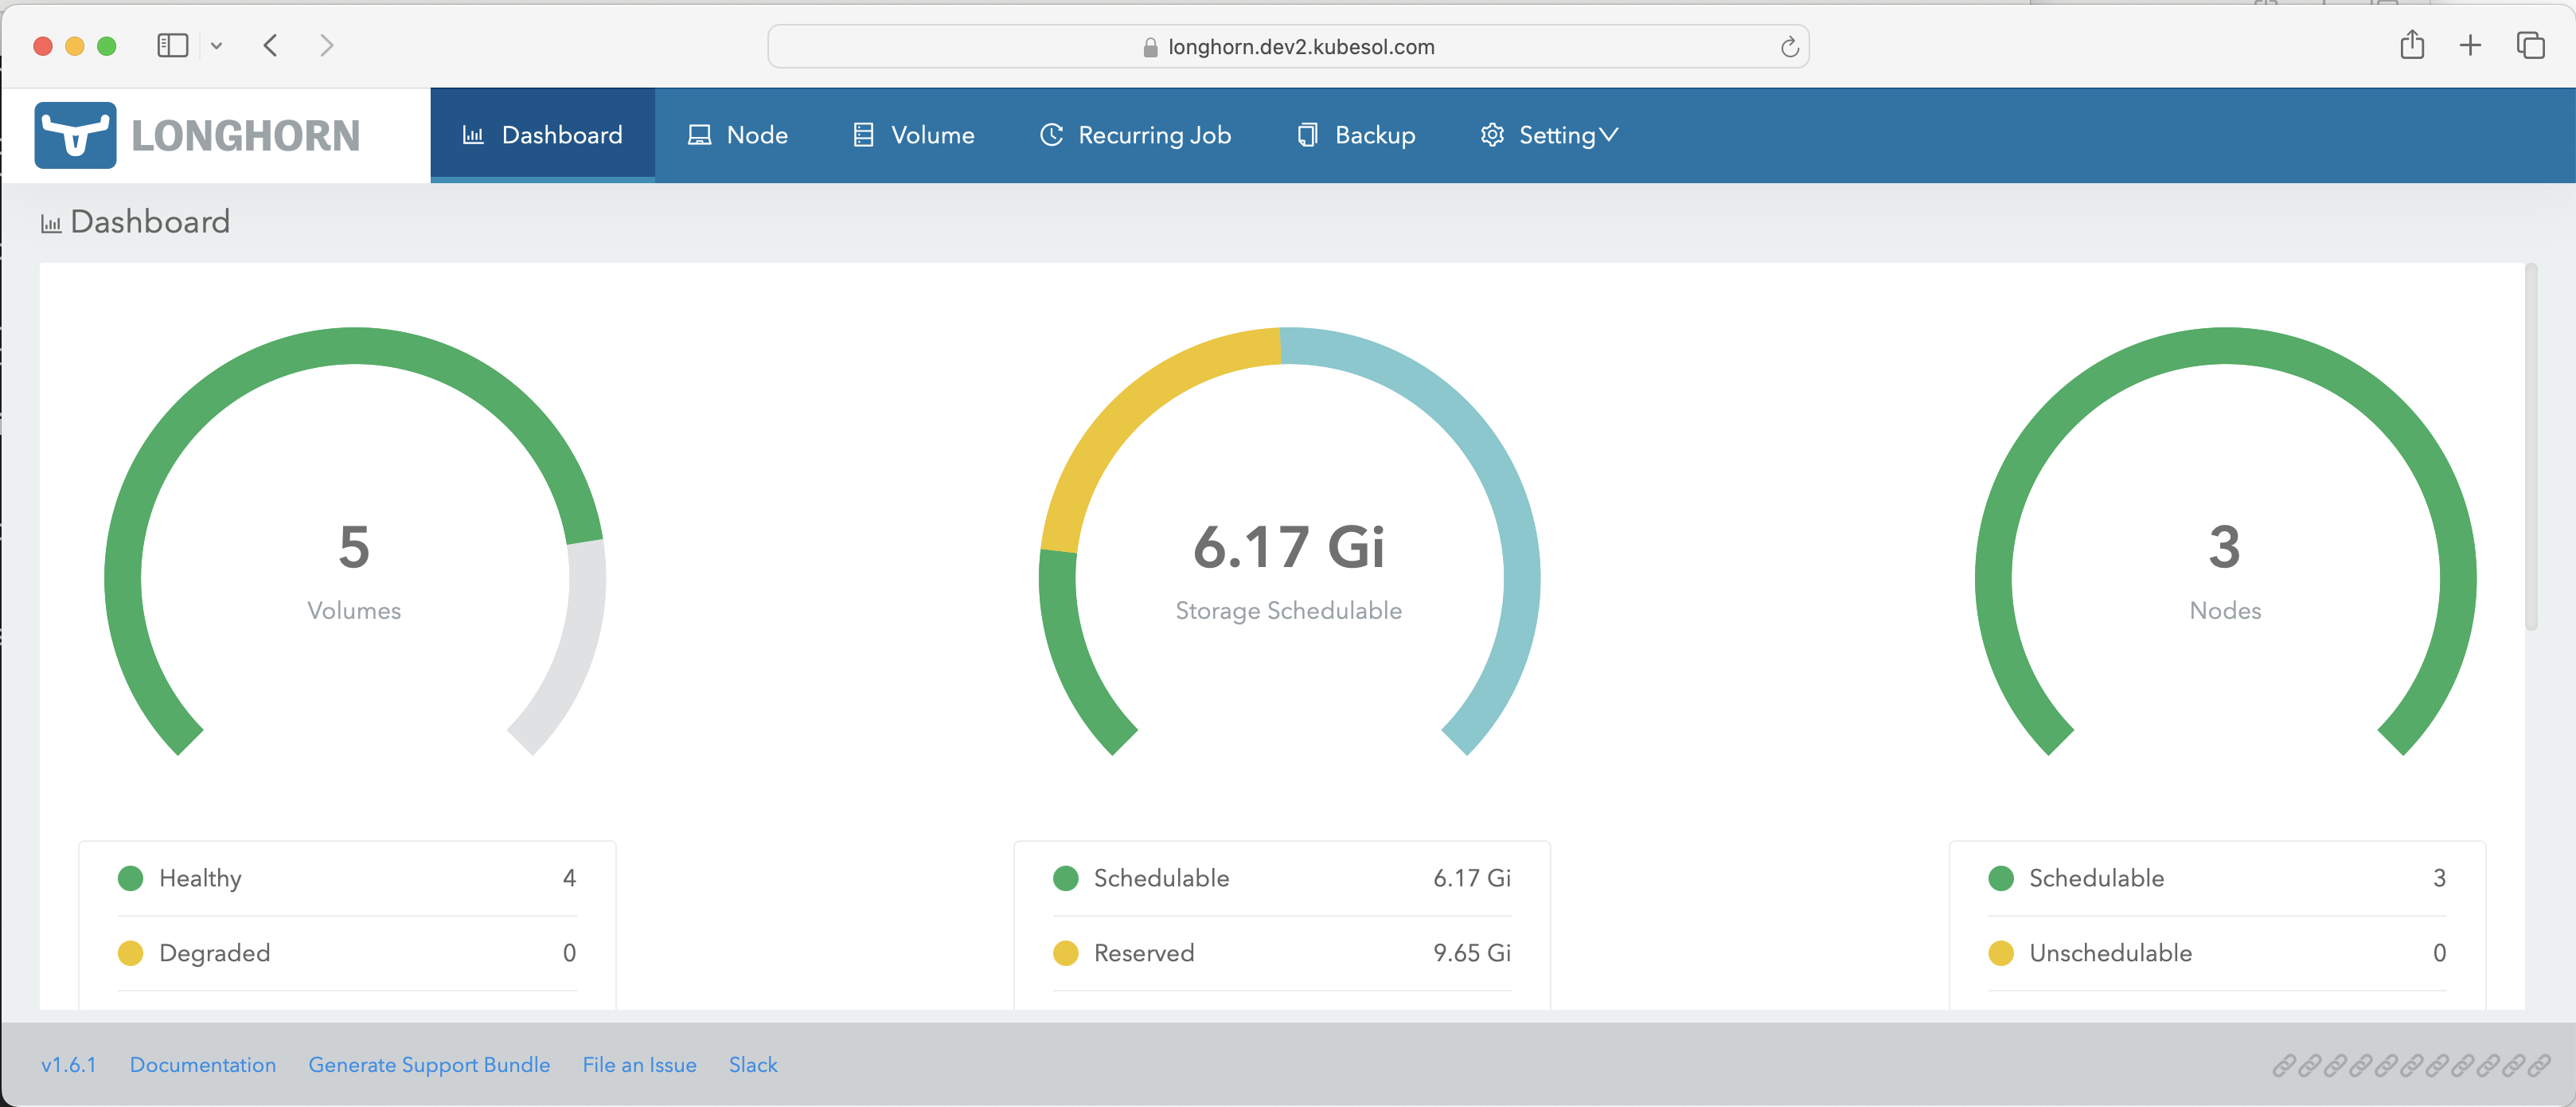 longhorn.dev2.kubesol.com
LONGHORN Dashboard Node Volume Recurring Job Backup Setting
Dashboard
5
Volumes
6.17 Gi
Storage Schedulable
3
Nodes
Healthy 4
Degraded 0
Schedulable 6.17 Gi
Reserved 9.65 Gi
Schedulable 3
Unschedulable 0
v1.6.1 Documentation Generate Support Bundle File an Issue Slack